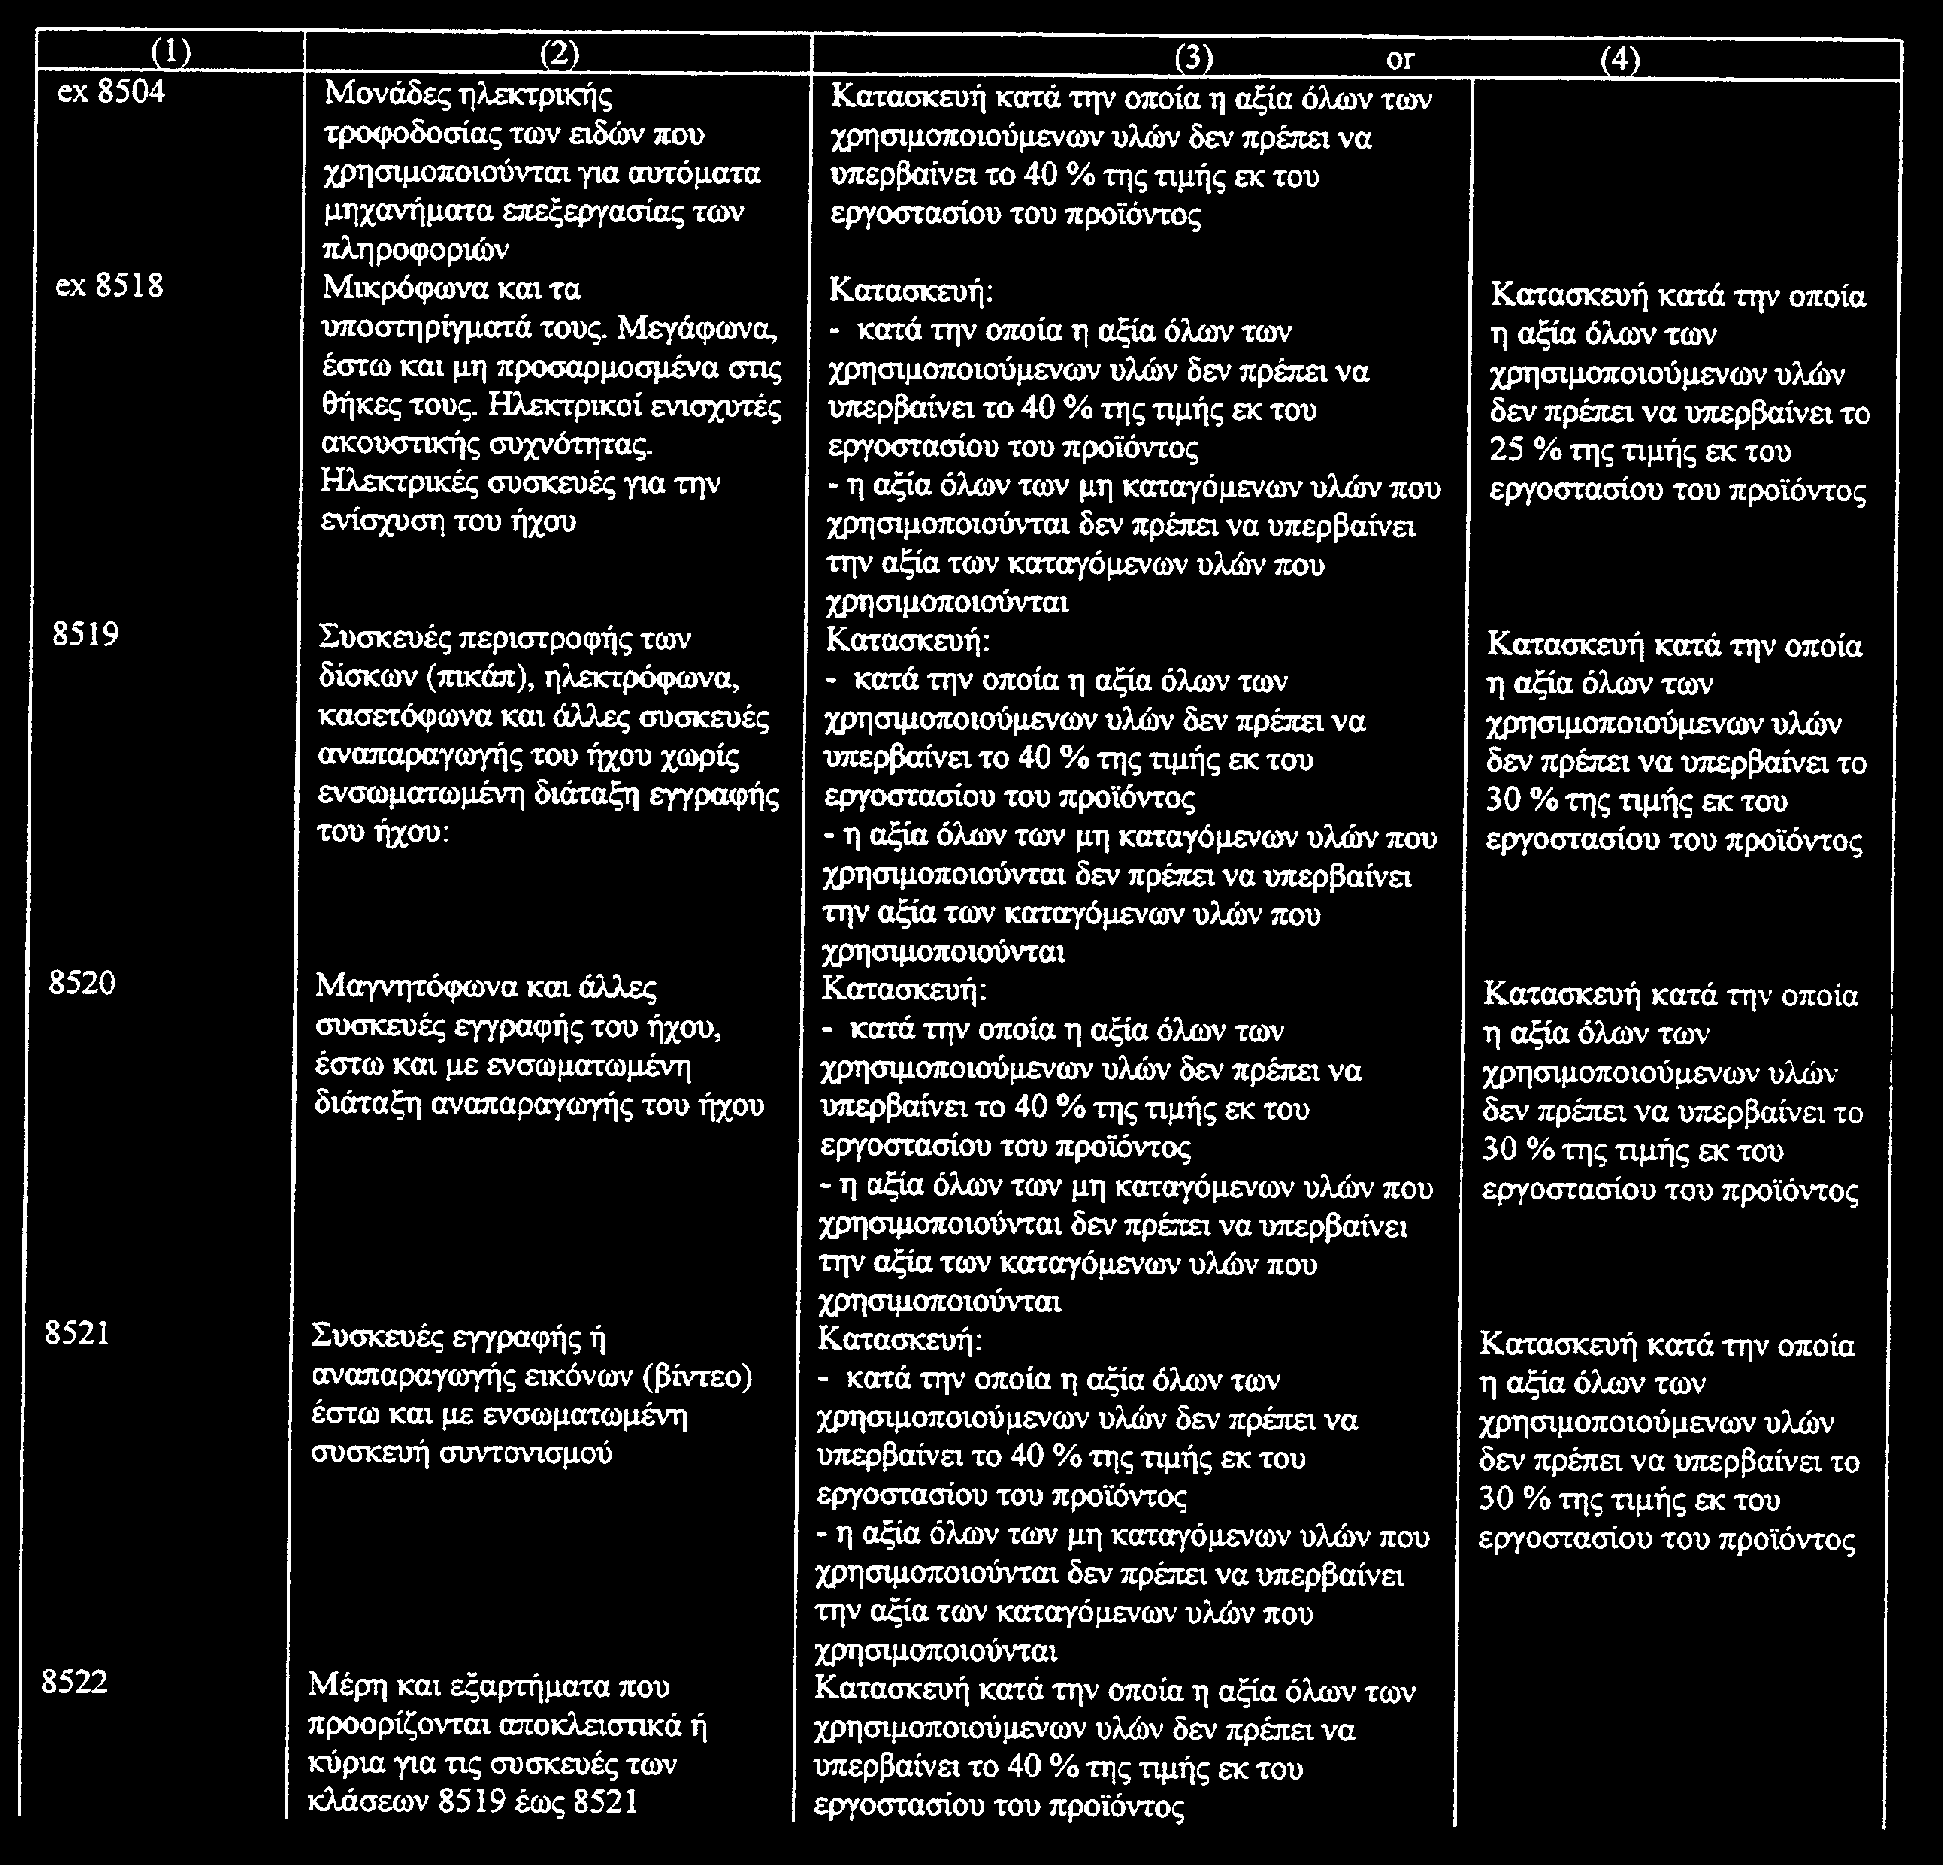 (1) (2) (3) or (4)
ex 8504
Μονάδες ηλεκτρικής
τροφοδοσίας των ειδών που
χρησιμοποιούνται για αυτόματα
μηχανήματα επεξεργασίας των
πληροφοριών
Κατασκευή κατά την οποία η αξία όλων των
χρησιμοποιούμενων υλών δεν πρέπει να
υπερβαίνει το 40 % της τιμής εκ του
εργοστασίου του προϊόντος
ex 8518
Μικρόφωνα και τα
υποστηρίγματά τους. Μεγάφωνα,
έστω και μη προσαρμοσμένα στις
θήκες τους. Ηλεκτρικοί ενισχυτές
ακουστικής συχνότητας.
Ηλεκτρικές συσκευές για την
ενίσχυση του ήχου
Κατασκευή:
- κατά την οποία η αξία όλων των
χρησιμοποιούμενων υλών δεν πρέπει να
υπερβαίνει το 40 % της τιμής εκ του
εργοστασίου του προϊόντος
- η αξία όλων των μη καταγόμενων υλών που
χρησιμοποιούνται δεν πρέπει να υπερβαίνει
την αξία των καταγόμενων υλών που
χρησιμοποιούνται
Κατασκευή κατά την οποία
η αξία όλων των
χρησιμοποιούμενων υλών
δεν πρέπει να υπερβαίνει το
25 % της τιμής εκ του
εργοστασίου του προϊόντος
8519
Συσκευές περιστροφής των
δίσκων (πικάπ), ηλεκτρόφωνα,
κασετόφωνα και άλλες συσκευές
αναπαραγωγής του ήχου χωρίς
ενσωματωμένη διάταξη εγγραφής
του ήχου:
Κατασκευή:
- κατά την οποία η αξία όλων των
χρησιμοποιούμενων υλών δεν πρέπει να
υπερβαίνει το 40 % της τιμής εκ του
εργοστασίου του προϊόντος
- η αξία όλων των μη καταγόμενων υλών που
χρησιμοποιούνται δεν πρέπει να υπερβαίνει
την αξία των καταγόμενων υλών που
χρησιμοποιούνται
Κατασκευή κατά την οποία
η αξία όλων των
χρησιμοποιούμενων υλών
δεν πρέπει να υπερβαίνει το
30 % της τιμής εκ του
εργοστασίου του προϊόντος
8520
Μαγνητόφωνα και άλλες
συσκευές εγγραφής του ήχου,
έστω και με ενσωματωμένη
διάταξη αναπαραγωγής του ήχου
Κατασκευή:
- κατά την οποία η αξία όλων των
χρησιμοποιούμενων υλών δεν πρέπει να
υπερβαίνει το 40 % της τιμής εκ του
εργοστασίου του προϊόντος
- η αξία όλων των μη καταγόμενων υλών που
χρησιμοποιούνται δεν πρέπει να υπερβαίνει
την αξία των καταγόμενων υλών που
χρησιμοποιούνται
Κατασκευή κατά την οποία
η αξία όλων των
χρησιμοποιούμενων υλών
δεν πρέπει να υπερβαίνει το
30 % της τιμής εκ του
εργοστασίου του προϊόντος
8521
Συσκευές εγγραφής ή
αναπαραγωγής εικόνων (βίντεο)
έστω και με ενσωματωμένη
συσκευή συντονισμού
Κατασκευή:
- κατά την οποία η αξία όλων των
χρησιμοποιούμενων υλών δεν πρέπει να
υπερβαίνει το 40 % της τιμής εκ του
εργοστασίου του προϊόντος
- η αξία όλων των μη καταγόμενων υλών που
χρησιμοποιούνται δεν πρέπει να υπερβαίνει
την αξία των καταγόμενων υλών που
χρησιμοποιούνται
Κατασκευή κατά την οποία
η αξία όλων των
χρησιμοποιούμενων υλών
δεν πρέπει να υπερβαίνει το
30 % της τιμής εκ του
εργοστασίου του προϊόντος
8522
Μέρη και εξαρτήματα που
προορίζονται αποκλειστικά ή
κύρια για τις συσκευές των
κλάσεων 8519 έως 8521
Κατασκευή κατά την οποία η αξία όλων των
χρησιμοποιούμενων υλών δεν πρέπει να
υπερβαίνει το 40 % της τιμής εκ του
εργοστασίου του προϊόντος